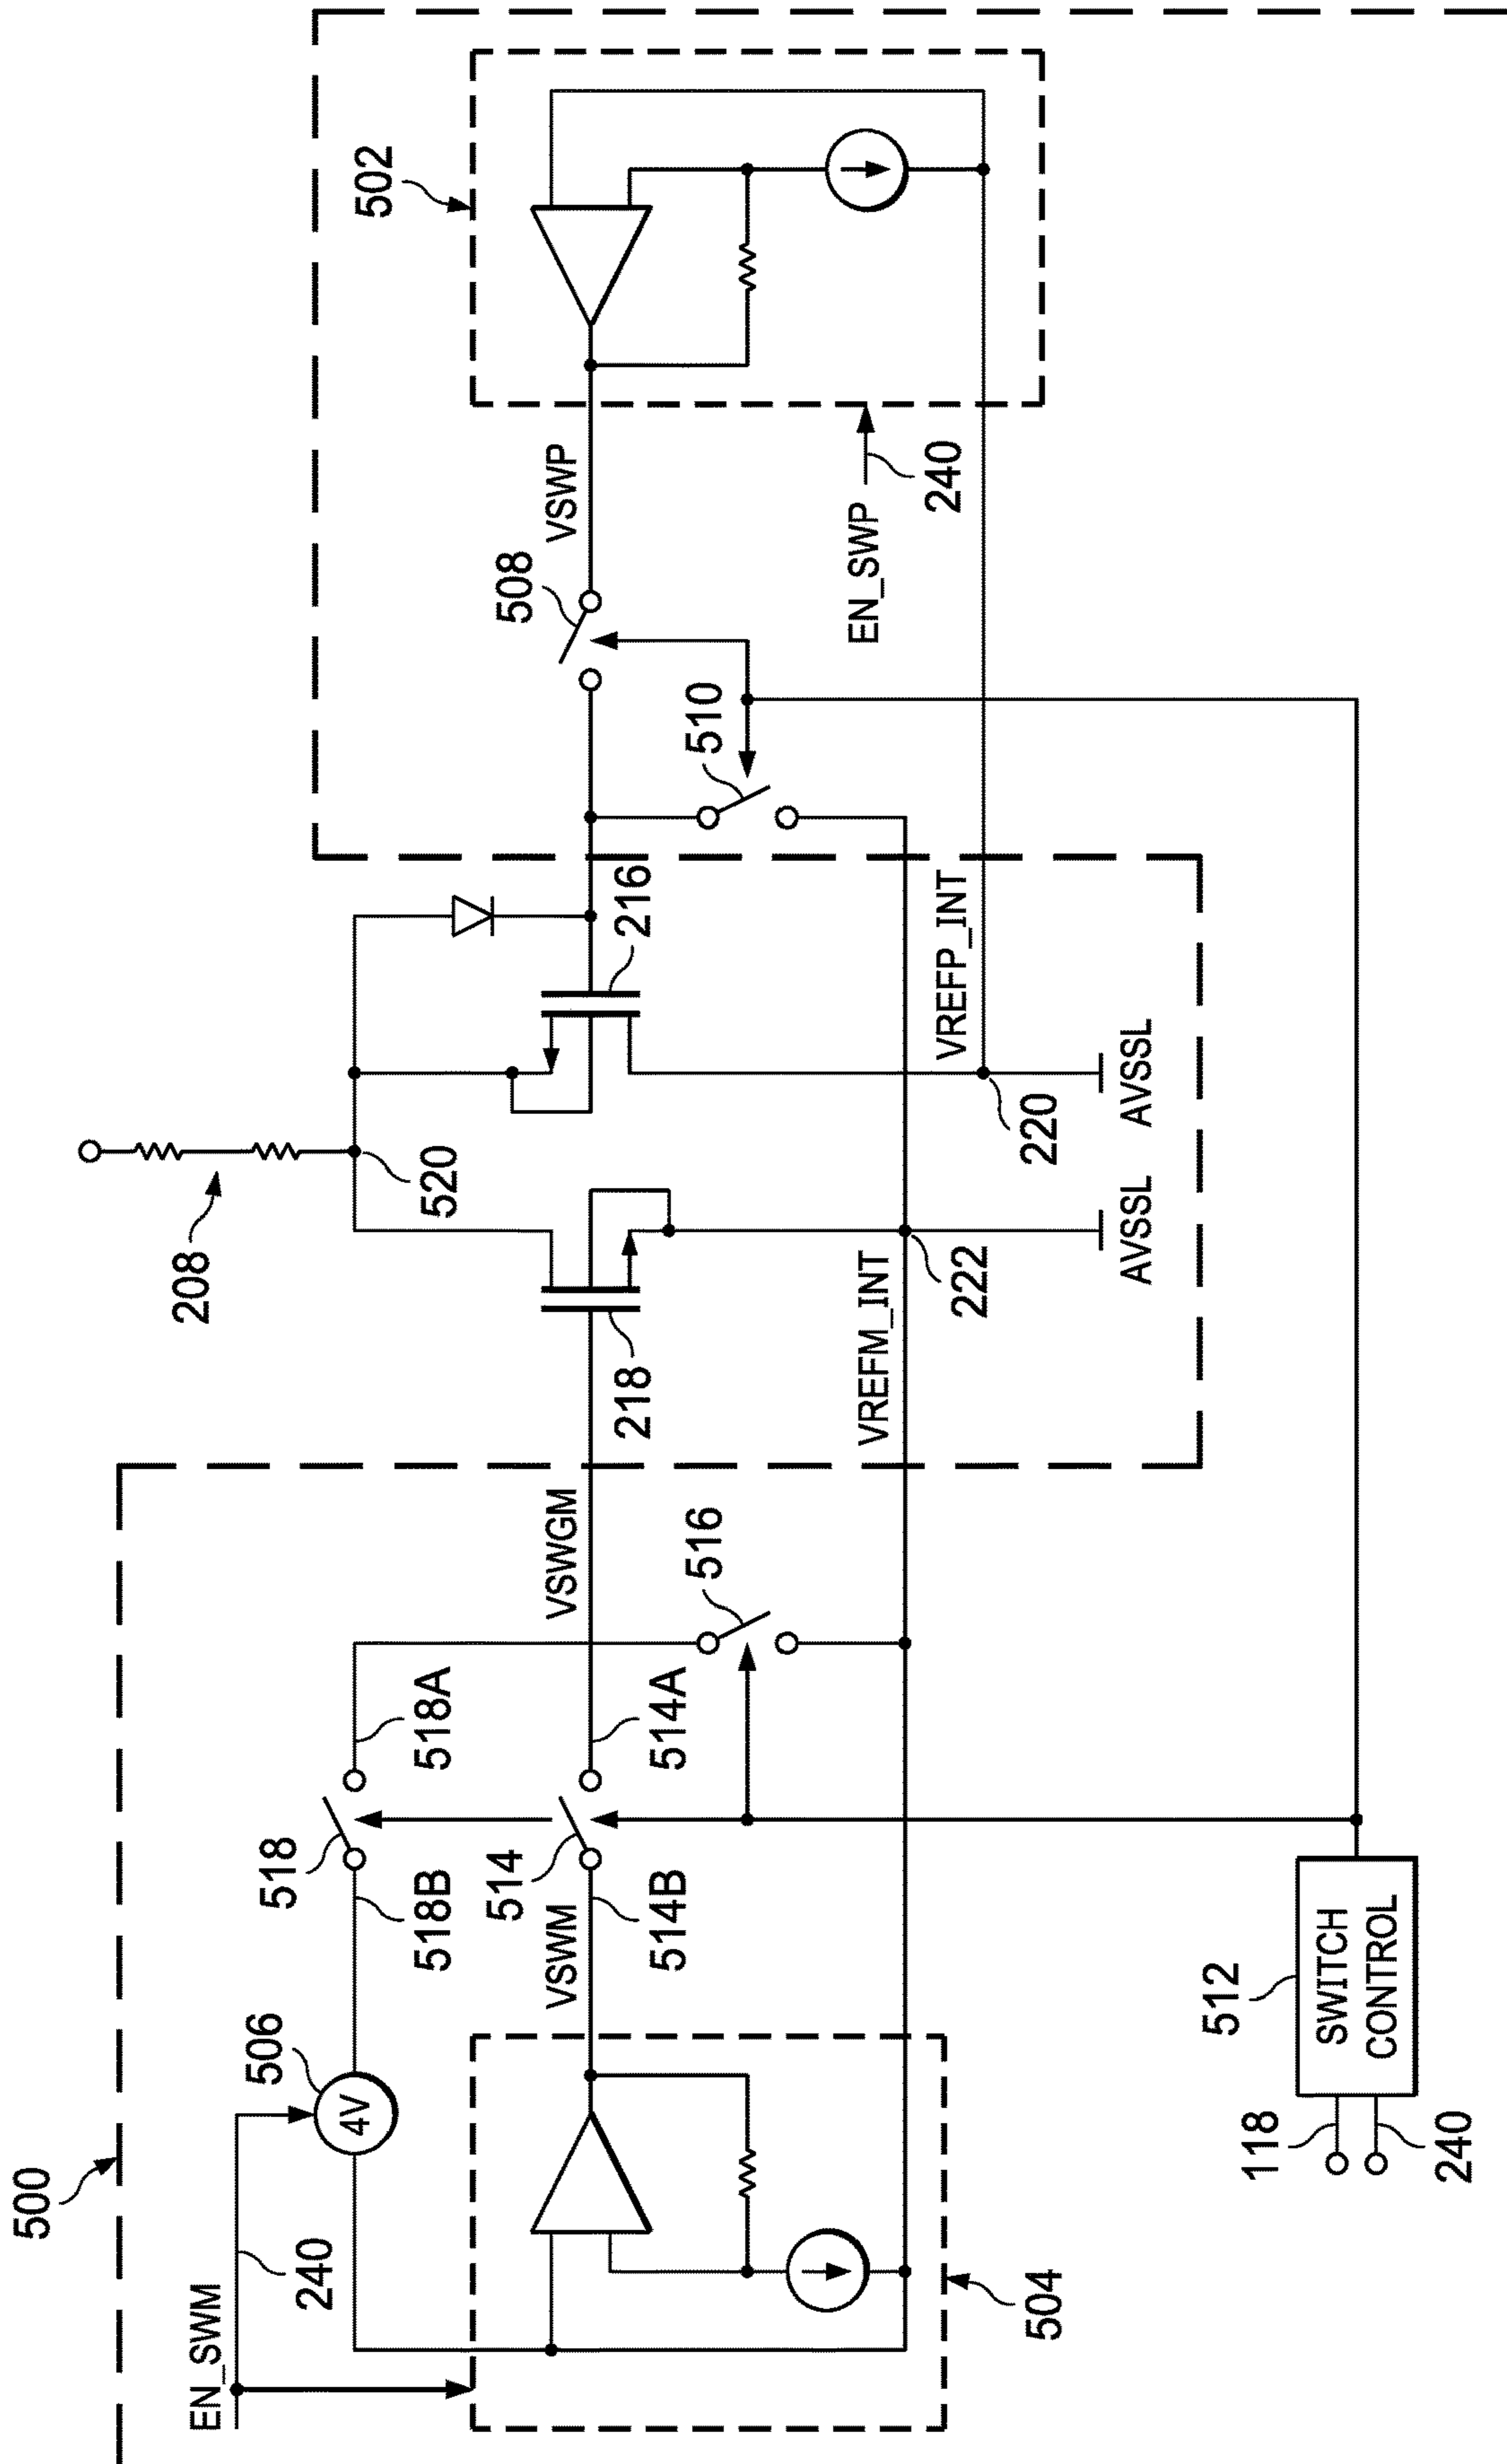 500
EN_SWM
240
506
4V
518
518B
518A
208
520
502
VSWM
514
514B
514A
VSWGM
516
218
216
508
VSWP
510
EN_SWP
240
504
VREFM_INT
222
VREFP_INT
220
AVSSL
AVSSL
118
240
512
SWITCH
CONTROL